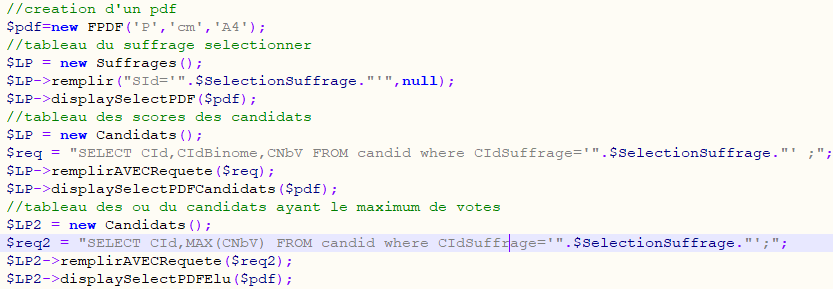 //creation d'un pdf
$pdf=new FPDF('P','cm','A4');
//tableau du suffrage selectionner
$LP = new Suffrages();
$LP->remplir("SId='".$SelectionSuffrage."'",null);
$LP->displaySelectPDF($pdf);
//tableau des scores des candidats
$LP = new Candidats();
$req = "SELECT CId,CIdBinome,CNbV FROM candid where CIdSuffrage='".$SelectionSuffrage."' ;";
$LP->remplirAVECRequete($req);
$LP->displaySelectPDFCandidats($pdf);
//tableau des ou du candidats ayant le maximum de votes
$LP2 = new Candidats();
$req2 = "SELECT CId,MAX(CNbV) FROM candid where CIdSuffrage='".$SelectionSuffrage."';";
$LP2->remplirAVECRequete($req2);
$LP2->displaySelectPDFElu($pdf);